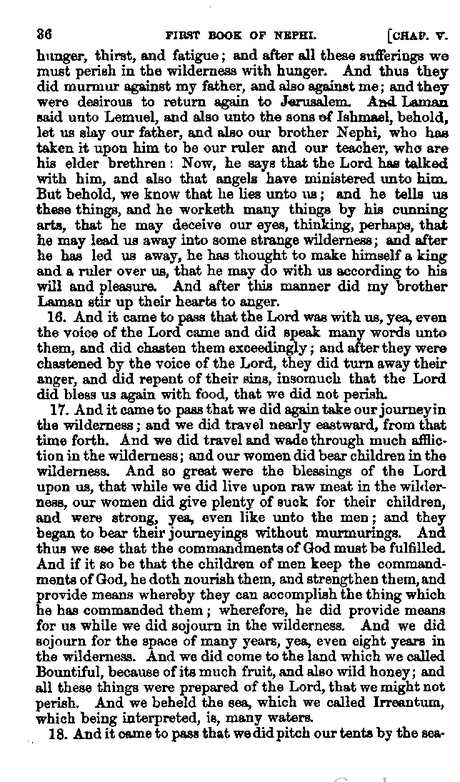 36 FIRST BOOK OF NEPHI. [CHAP. V.
hunger, thirst, and fatigue; and after all these sufferings we
must perish in the wilderness with hunger. And thus they
did murmur against my father, and also against me; and they
were desirous to return again to Jerusalem. And Laman
said unto Lemuel, and also unto the sons of Ishmael, behold,
let us slay our father, and also our brother Nephi, who has
taken it upon him to be our ruler and our teacher, who are
his elder brethren: Now, he says that the Lord has talked
with him, and also that angels have ministered unto him.
But behold, we know that he lies unto us; and he tells us
these things, and he worketh many things by his cunning
arts, that he may deceive our eyes, thinking, perhaps, that
he may lead us away into some strange wilderness; and after
he has led us away, he has thought to make himself a king
and a ruler over us, that he may do with us according to his
will and pleasure. And after this manner did my brother
Laman stir up their hearts to anger.
16. And it came to pass that the Lord was with us, yea, even
the voice of the Lord came and did speak many words unto
them, and did chasten them exceedingly; and after they were
chastened by the voice of the Lord, they did turn away their
anger, and did repent of their sins, insomuch that the Lord
did bless us again with food, that we did not perish.
17. And it came to pass that we did again take our journey in
the wilderness; and we did travel nearly eastward, from that
time forth. And we did travel and wade through much afflic-
tion in the wilderness; and our women did bear children in the
wilderness. And so great were the blessings of the Lord
upon us, that while we did live upon raw meat in the wilder-
ness, our women did give plenty of suck for their children,
and were strong, yea, even like unto the men; and they
began to bear their journeyings without murmurings. And
thus we see that the commandments of God must be fulfilled.
And if it so be that the children of men keep the command-
ments of God, he doth nourish them, and strengthen them, and
provide means whereby they can accomplish the thing which
he has commanded them; wherefore, he did provide means
for us while we did sojourn in the wilderness. And we did
sojourn for the space of many years, yea, even eight years in
the wilderness. And we did come to the land which we called
Bountiful, because of its much fruit, and also wild honey; and
all these things were prepared of the Lord, that we might not
perish. And we beheld the sea, which we called Irreantum,
which being interpreted, is, many waters.
18. And it came to pass that we did pitch our tents by the sea-